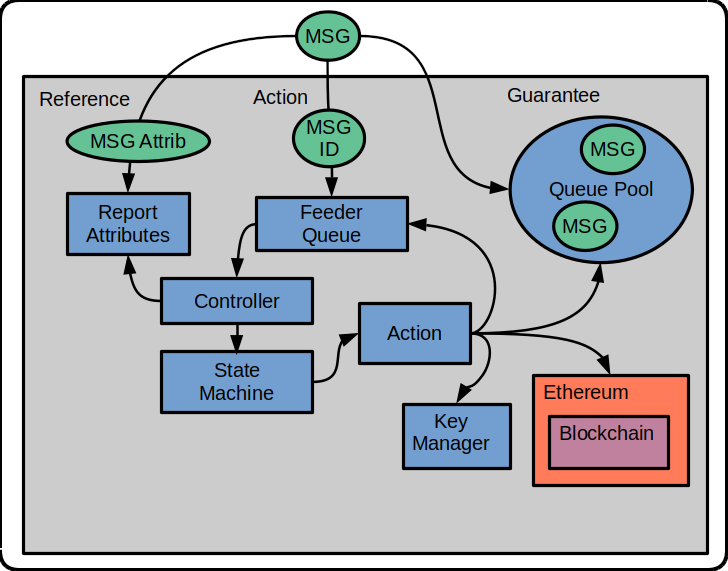 MSG
Reference
Action
Guarantee
MSG Attrib
MSG
ID
MSG
Queue Pool
MSG
Report
Attributes
Feeder
Queue
Controller
Action
State
Machine
Key
Manager
Ethereum
Blockchain